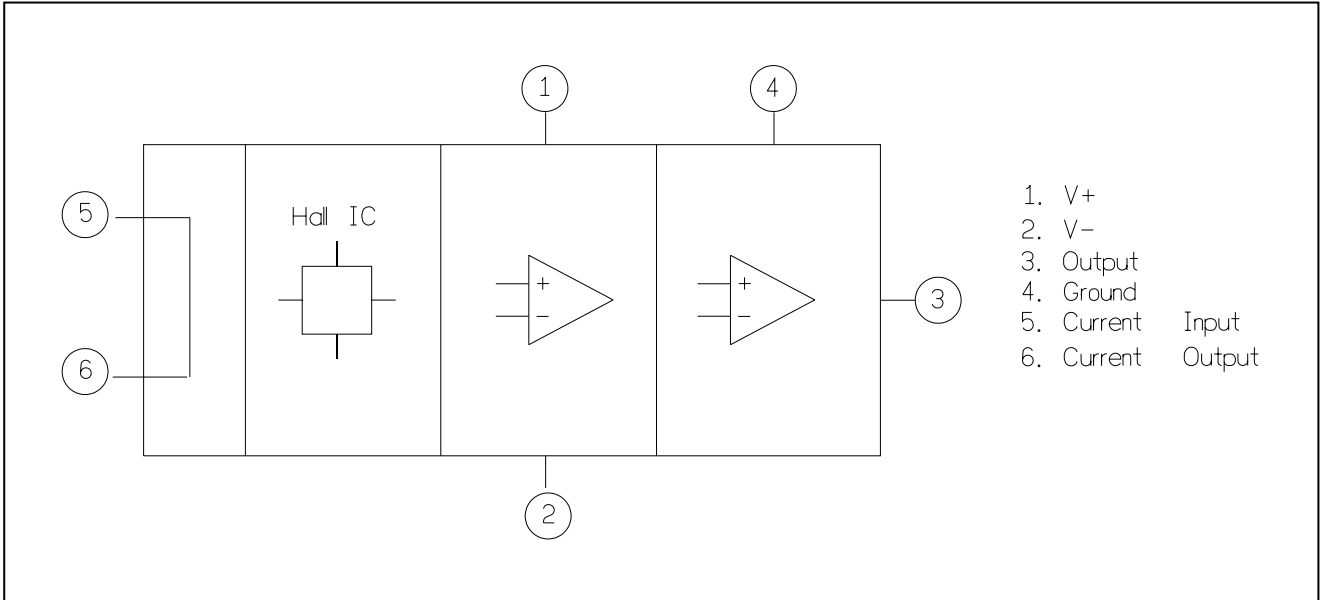 1
4
5
Hall IC
+
-
+
-
3
6
2
1. V+
2. V-
3. Output
4. Ground
5. Current Input
6. Current Output